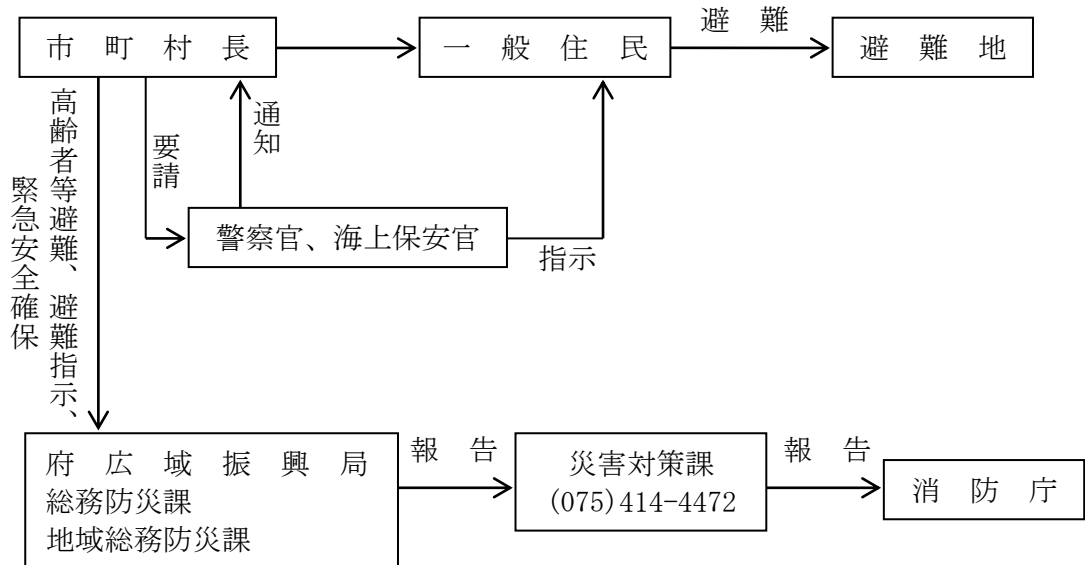 避　難
市　町　村　長
一　般　住　民
避　難　地
高齢者等避難、避難指示、
緊急安全確保
要請
通知
警察官、海上保安官
指示
府　広　域　振　興　局
総務防災課
地域総務防災課
報　告
災害対策課
(075)414-4472
報　告
消　防　庁